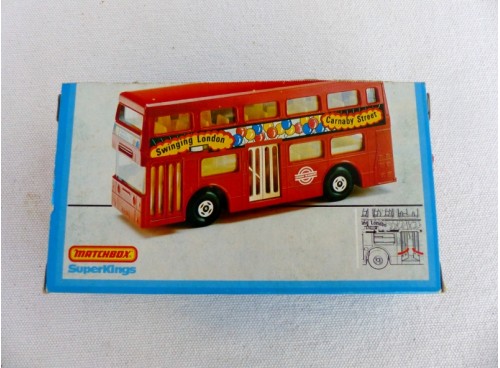 Swinging London
Carnaby Street
MATCHBOX
SuperKings